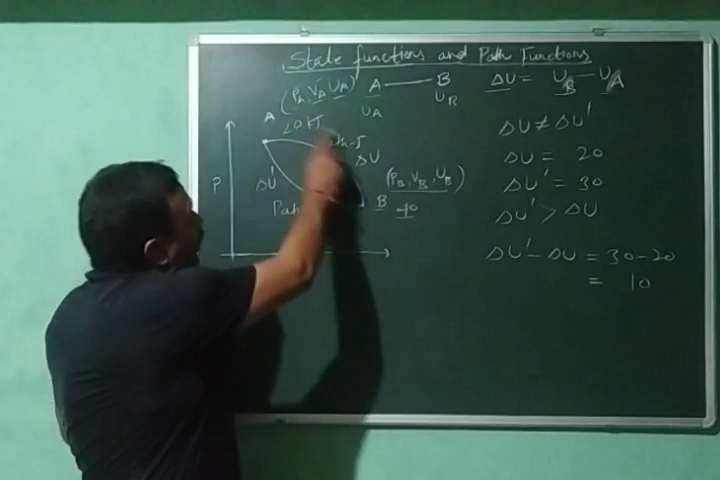 State functions and Path Functions.
(PA, VA UA) A — B ΔU = UB — UA
UA UB
A
20 kJ
ΔU ≠ ΔU'
ΔU
ΔU = 20
P ΔU' (PB, VB, UB) ΔU' = 30
B 40
ΔU' > ΔU
ΔU' — ΔU = 30 - 20
= 10